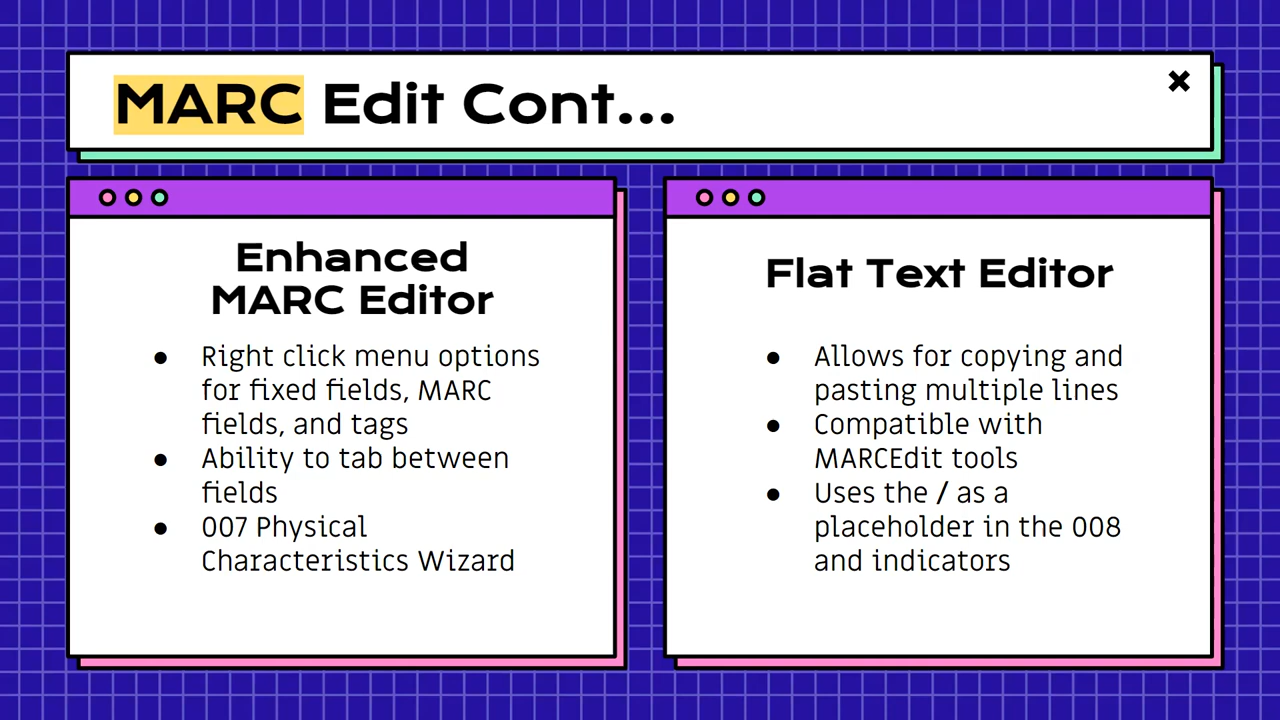 MARC Edit Cont...
Enhanced
MARC Editor
● Right click menu options
for fixed fields, MARC
fields, and tags
● Ability to tab between
fields
● 007 Physical
Characteristics Wizard
Flat Text Editor
● Allows for copying and
pasting multiple lines
● Compatible with
MARCEdit tools
● Uses the / as a
placeholder in the 008
and indicators